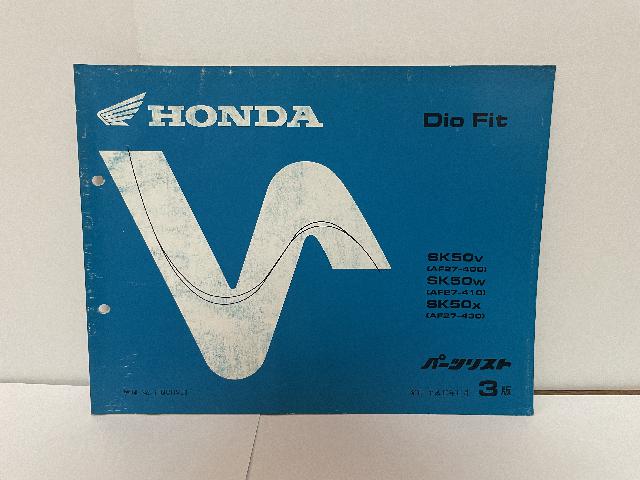 HONDA
Dio Fit
SK50V
(AF27-400)
SK50W
(AF27-410)
SK50X
(AF27-430)
パーツリスト
3版